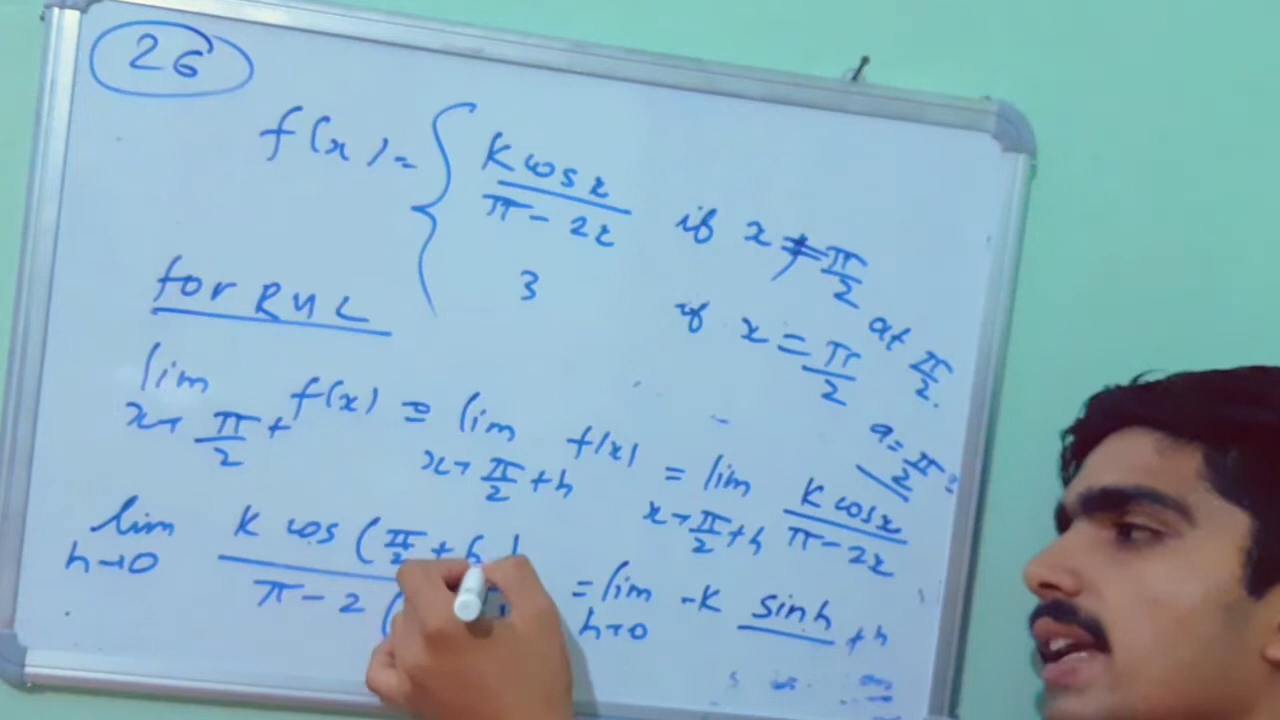 26
f(x) = { K cos x / π - 2x if x ≠ π/2
3 if x = π/2 at π/2.
for RHL a = π/2
lim x→π/2+ f(x) = lim x→π/2+h f(x) = lim x→π/2+h K cos x / π - 2x
lim h→0 K cos (π/2 + h) / π - 2( = lim h→0 -K sin h + h